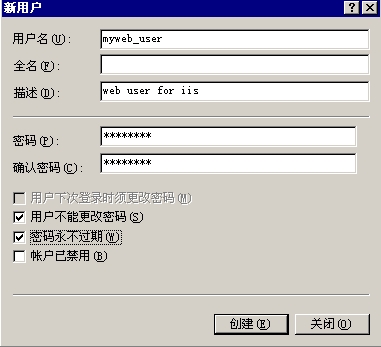 新用户
用户名(U): myweb_user
全名(F):
描述(D): web user for iis
密码(P): ********
确认密码(C): ********
用户下次登录时须更改密码(M)
用户不能更改密码(S)
密码永不过期(W)
帐户已禁用(B)
创建(E) 关闭(O)